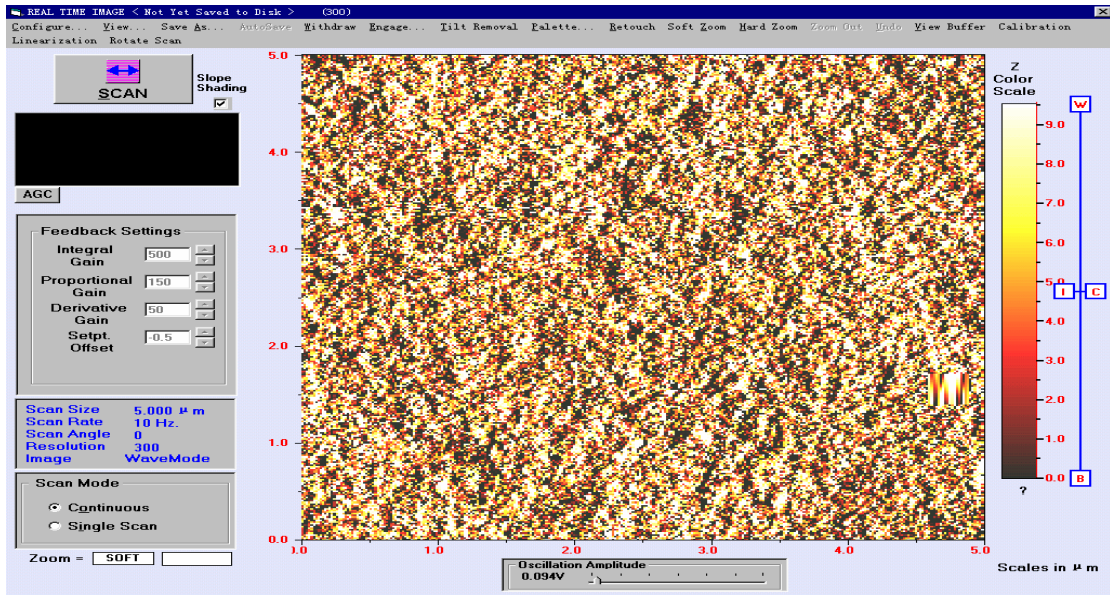 REAL TIME IMAGE < Not Yet Saved to Disk > (300)
Configure... View... Save As... AutoSave Withdraw Engage... Tilt Removal Palette... Retouch Soft Zoom Hard Zoom Zoom Out Undo View Buffer Calibration
Linearization Rotate Scan
SCAN
Slope
Shading
AGC
Feedback Settings
Integral
Gain
500
Proportional
Gain
150
Derivative
Gain
50
Setpt.
Offset
-0.5
Scan Size 5.000 µ m
Scan Rate 10 Hz.
Scan Angle 0
Resolution 300
Image WaveMode
Scan Mode
Continuous
Single Scan
Zoom = SOFT
5.0
4.0
3.0
2.0
1.0
0.0
).0 1.0 2.0 3.0 4.0 5.0
Oscillation Amplitude
0.094V
Z
Color
Scale
9.0
8.0
7.0
6.0
5.0
4.0
3.0
2.0
1.0
0.0
?
W
I
C
B
Scales in µ m